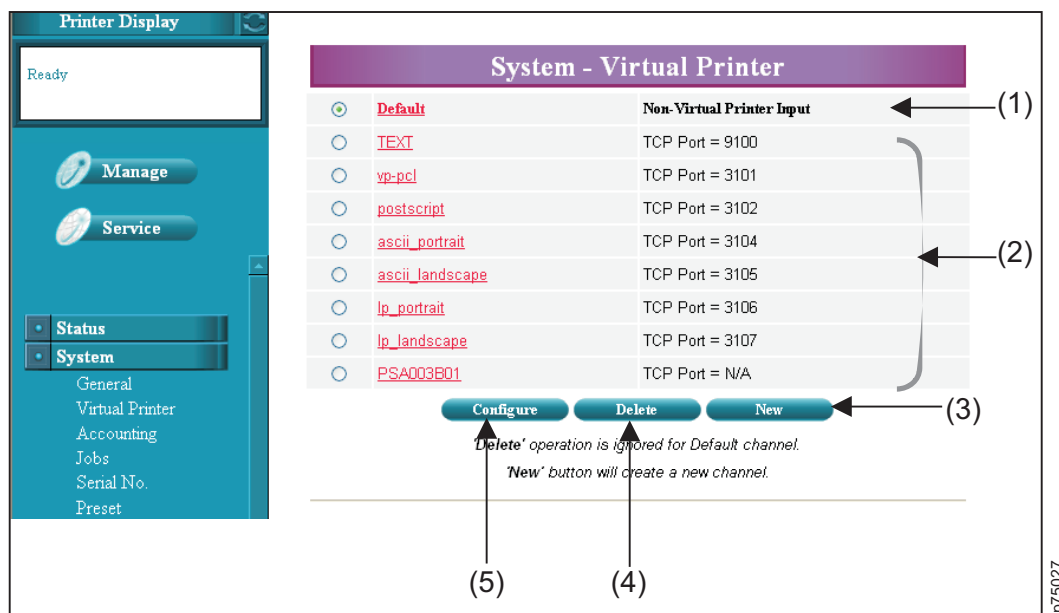 Printer Display
Ready
Manage
Service
Status
System
General
Virtual Printer
Accounting
Jobs
Serial No.
Preset
System - Virtual Printer
Default Non-Virtual Printer Input (1)
TEXT TCP Port = 9100
vp-pcl TCP Port = 3101
postscript TCP Port = 3102
ascii_portrait TCP Port = 3104
ascii_landscape TCP Port = 3105
lp_portrait TCP Port = 3106
lp_landscape TCP Port = 3107
PSA003B01 TCP Port = N/A
(2)
Configure Delete New (3)
'Delete' operation is ignored for Default channel.
'New' button will create a new channel.
(5) (4)
p75027